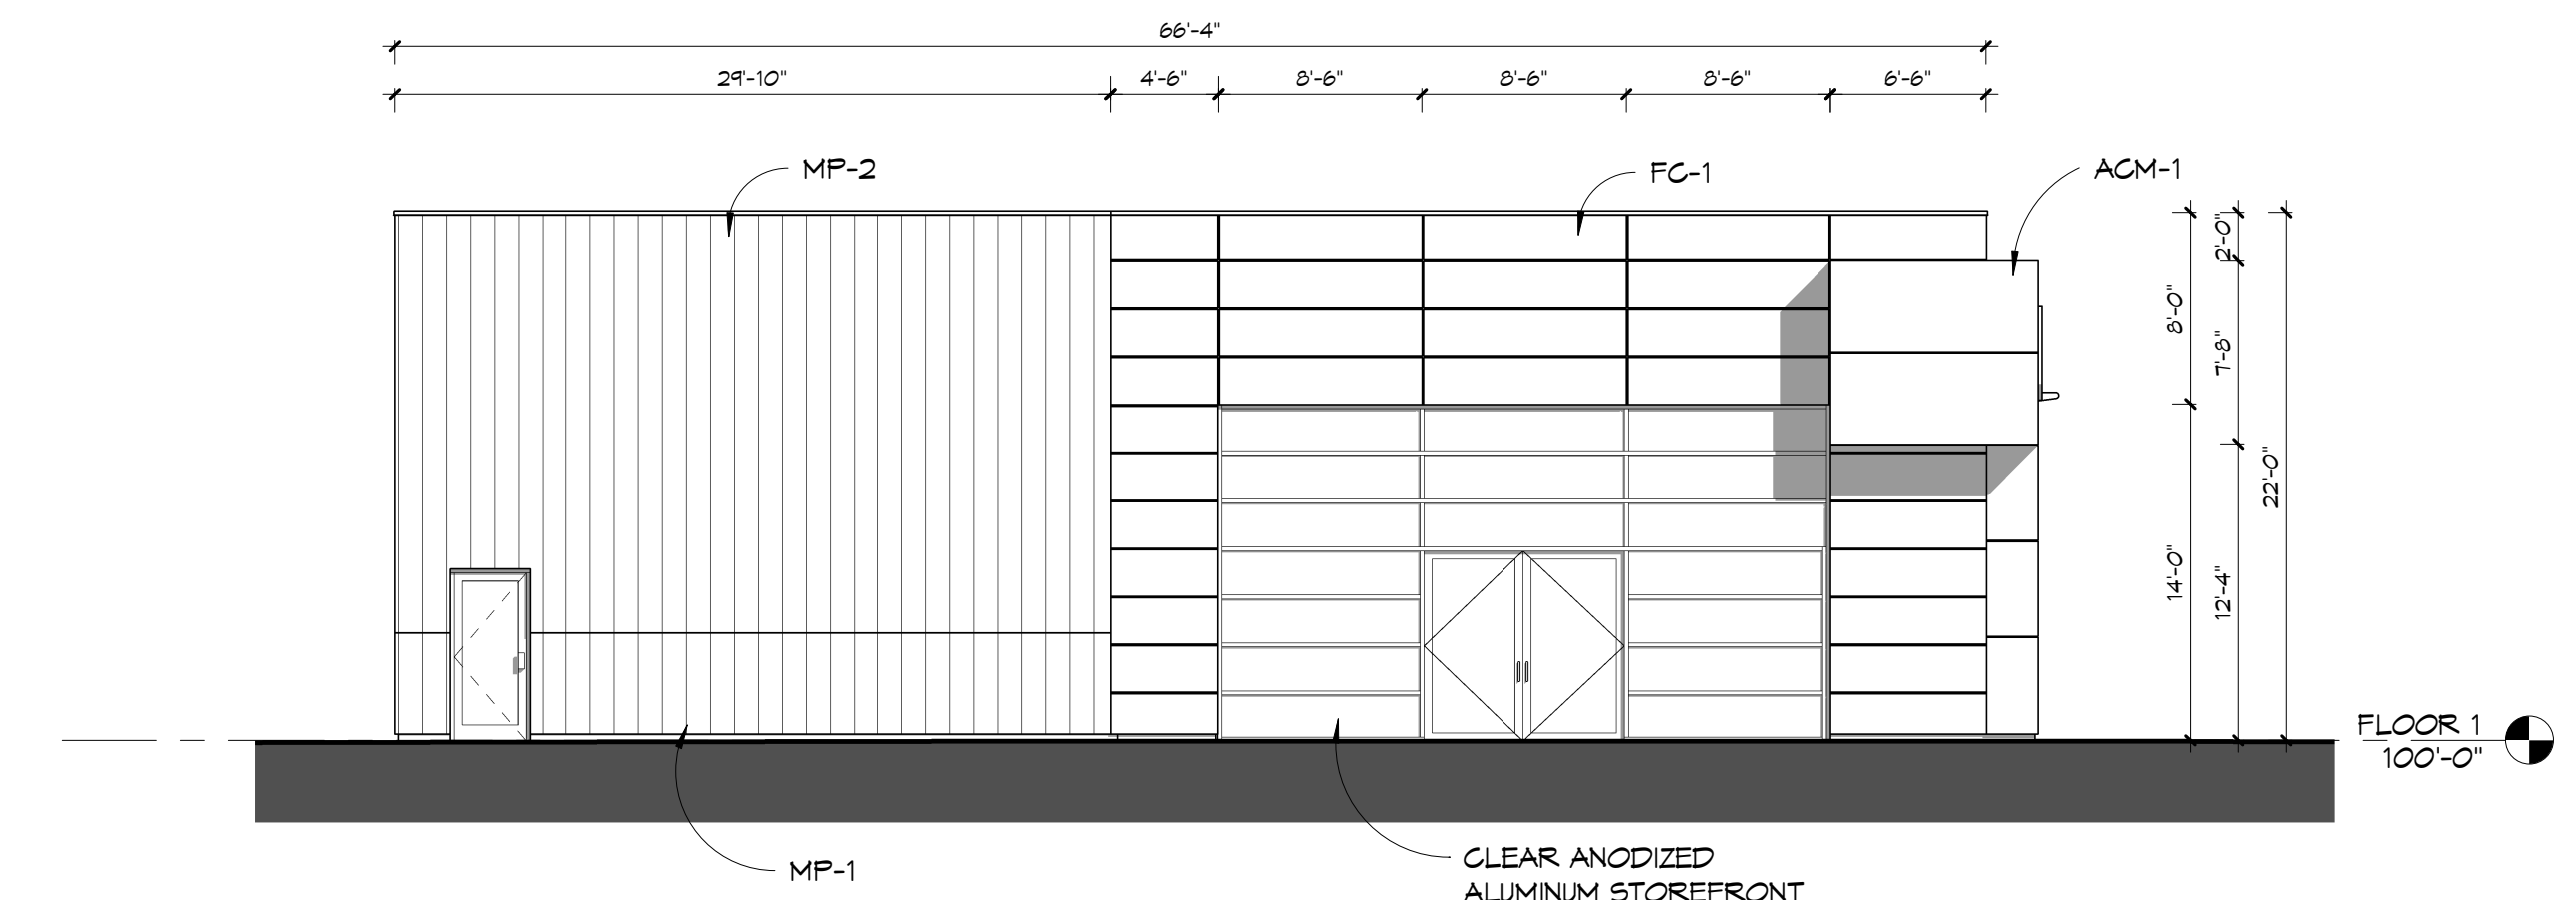 66'-4"
29'-10"
4'-6"
8'-6"
8'-6"
8'-6"
6'-6"
MP-2
FC-1
ACM-1
2'-0"
8'-0"
7'-8"
22'-0"
14'-0"
12'-4"
FLOOR 1
100'-0"
MP-1
CLEAR ANODIZED
ALUMINUM STOREFRONT